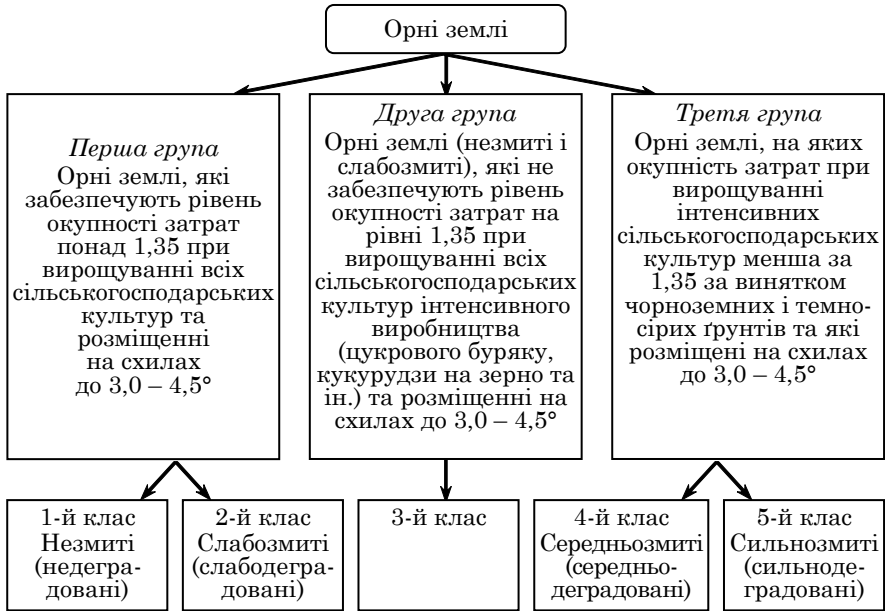 Орні землі
Перша група
Орні землі, які
забезпечують рівень
окупності затрат
понад 1,35 при
вирощуванні всіх
сільськогосподарських
культур та
розміщенні
на схилах
до 3,0 – 4,5°
Друга група
Орні землі (незмиті і
слабозмиті), які не
забезпечують рівень
окупності затрат на
рівні 1,35 при
вирощуванні всіх
сільськогосподарських
культур інтенсивного
виробництва
(цукрового буряку,
кукурудзи на зерно та
ін.) та розміщенні на
схилах до 3,0 – 4,5°
Третя група
Орні землі, на яких
окупність затрат при
вирощуванні
інтенсивних
сільськогосподарських
культур менша за
1,35 за винятком
чорноземних і темно-
сірих ґрунтів та які
розміщені на схилах
до 3,0 – 4,5°
1-й клас
Незмиті
(недегра-
довані)
2-й клас
Слабозмиті
(слабодегра-
довані)
3-й клас
4-й клас
Середньозмиті
(середньо-
деградовані)
5-й клас
Сильнозмиті
(сильноде-
градовані)